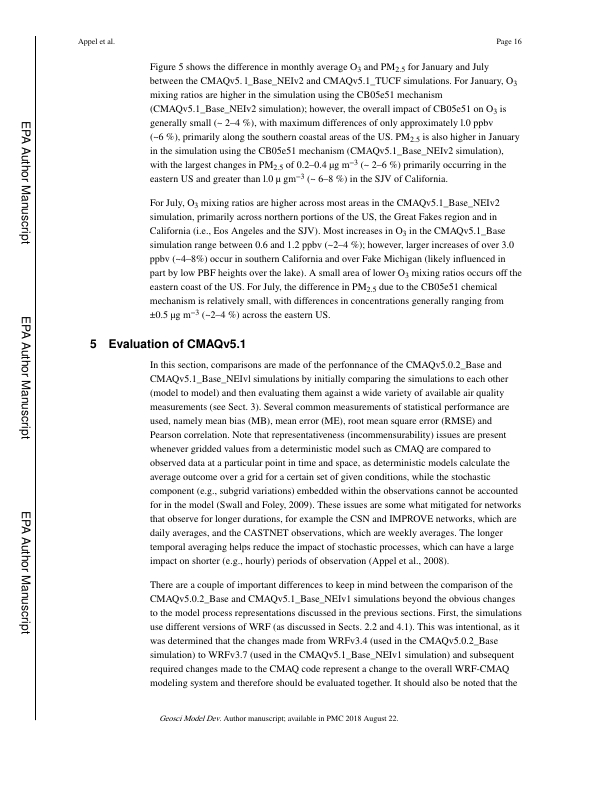 Appel et al.
Page 16
Figure 5 shows the difference in monthly average O3 and PM2.5 for January and July
between the CMAQv5. 1_Base_NEIv2 and CMAQv5.1_TUCF simulations. For January, O3
mixing ratios are higher in the simulation using the CB05e51 mechanism
(CMAQv5.1_Base_NEIv2 simulation); however, the overall impact of CB05e51 on O3 is
generally small (~ 2–4 %), with maximum differences of only approximately l.0 ppbv
(~6 %), primarily along the southern coastal areas of the US. PM2.5 is also higher in January
in the simulation using the CB05e51 mechanism (CMAQv5.1_Base_NEIv2 simulation),
with the largest changes in PM2.5 of 0.2–0.4 μg m−3 (~ 2–6 %) primarily occurring in the
eastern US and greater than l.0 μ gm−3 (~ 6–8 %) in the SJV of California.
For July, O3 mixing ratios are higher across most areas in the CMAQv5.1_Base_NEIv2
simulation, primarily across northern portions of the US, the Great Fakes region and in
California (i.e., Eos Angeles and the SJV). Most increases in O3 in the CMAQv5.1_Base
simulation range between 0.6 and 1.2 ppbv (~2–4 %); however, larger increases of over 3.0
ppbv (~4–8%) occur in southern California and over Fake Michigan (likely influenced in
part by low PBF heights over the lake). A small area of lower O3 mixing ratios occurs off the
eastern coast of the US. For July, the difference in PM2.5 due to the CB05e51 chemical
mechanism is relatively small, with differences in concentrations generally ranging from
±0.5 μg m−3 (~2–4 %) across the eastern US.
5 Evaluation of CMAQv5.1
In this section, comparisons are made of the perfonnance of the CMAQv5.0.2_Base and
CMAQv5.1_Base_NEIvl simulations by initially comparing the simulations to each other
(model to model) and then evaluating them against a wide variety of available air quality
measurements (see Sect. 3). Several common measurements of statistical performance are
used, namely mean bias (MB), mean error (ME), root mean square error (RMSE) and
Pearson correlation. Note that representativeness (incommensurability) issues are present
whenever gridded values from a deterministic model such as CMAQ are compared to
observed data at a particular point in time and space, as deterministic models calculate the
average outcome over a grid for a certain set of given conditions, while the stochastic
component (e.g., subgrid variations) embedded within the observations cannot be accounted
for in the model (Swall and Foley, 2009). These issues are some what mitigated for networks
that observe for longer durations, for example the CSN and IMPROVE networks, which are
daily averages, and the CASTNET observations, which are weekly averages. The longer
temporal averaging helps reduce the impact of stochastic processes, which can have a large
impact on shorter (e.g., hourly) periods of observation (Appel et al., 2008).
There are a couple of important differences to keep in mind between the comparison of the
CMAQv5.0.2_Base and CMAQv5.1_Base_NEIv1 simulations beyond the obvious changes
to the model process representations discussed in the previous sections. First, the simulations
use different versions of WRF (as discussed in Sects. 2.2 and 4.1). This was intentional, as it
was determined that the changes made from WRFv3.4 (used in the CMAQv5.0.2_Base
simulation) to WRFv3.7 (used in the CMAQv5.1_Base_NEIv1 simulation) and subsequent
required changes made to the CMAQ code represent a change to the overall WRF-CMAQ
modeling system and therefore should be evaluated together. It should also be noted that the
Geosci Model Dev. Author manuscript; available in PMC 2018 August 22.
EPA Author Manuscript
EPA Author Manuscript
EPA Author Manuscript